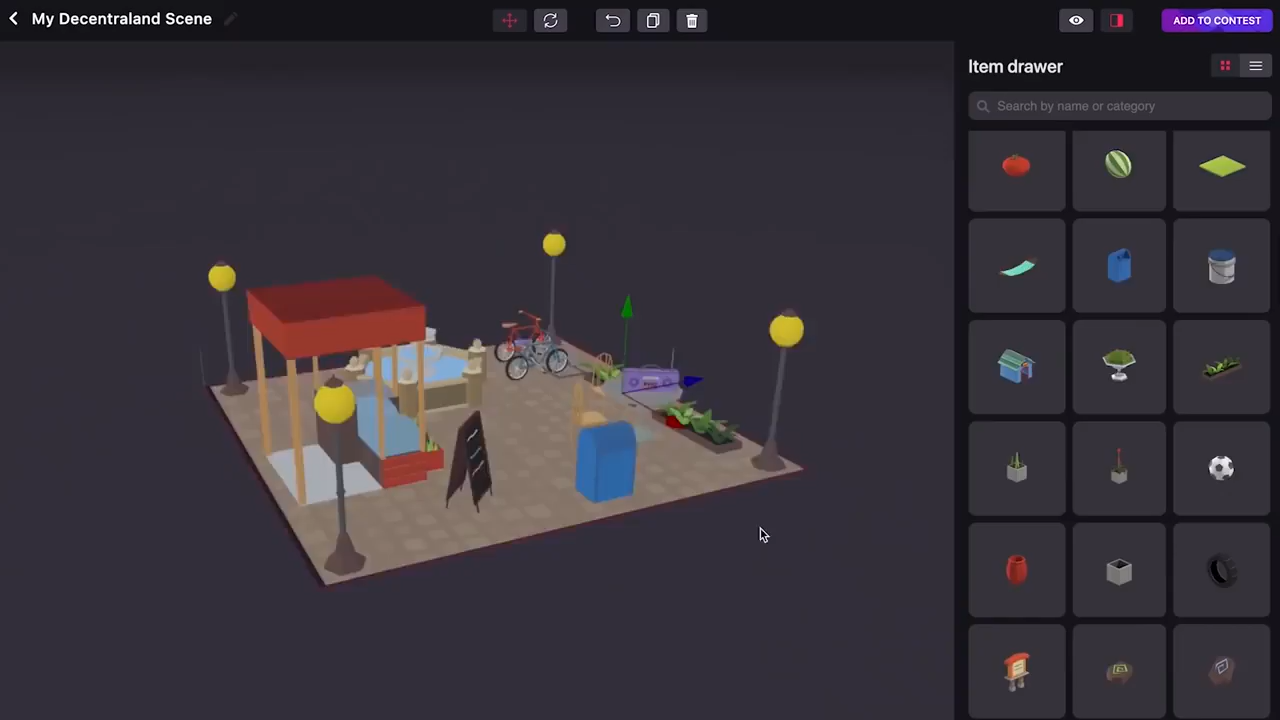 My Decentraland Scene
ADD TO CONTEST
Item drawer
Search by name or category